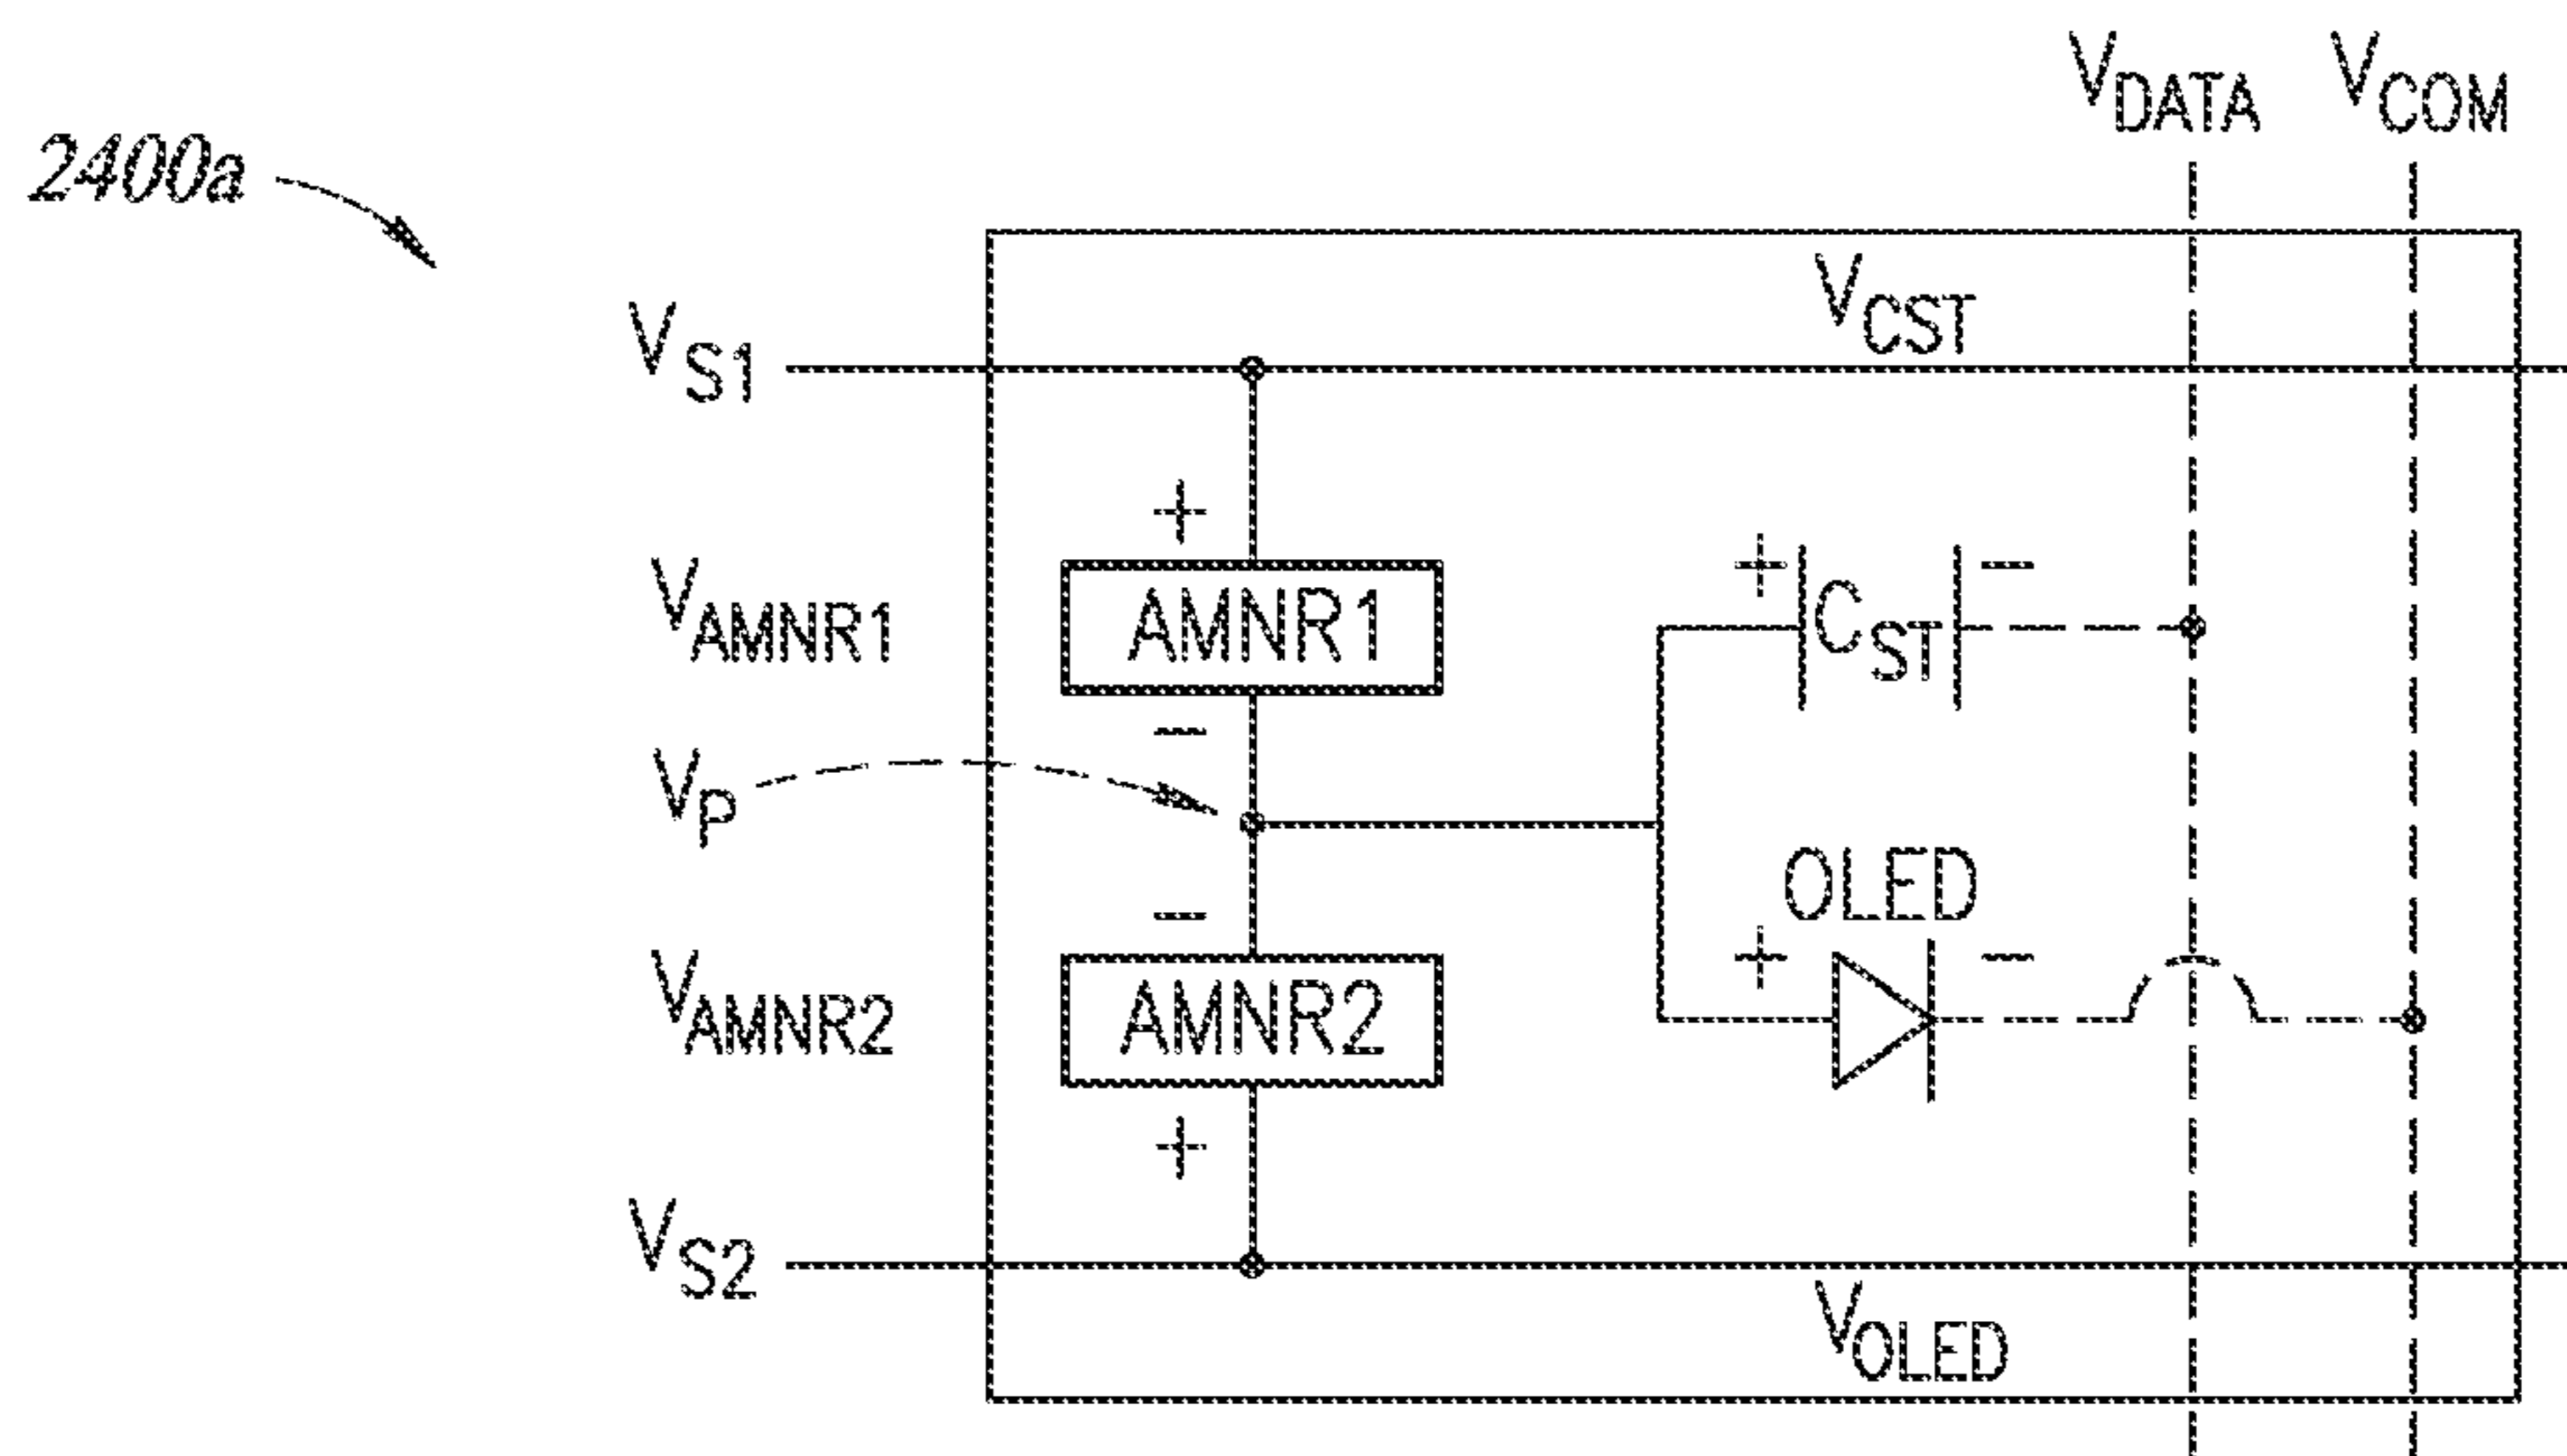 V_DATA V_COM
2400a
V_CST
V_S1
+
+ C_ST −
V_AMNR1 AMNR1
−
V_P
OLED
−
+ −
V_AMNR2 AMNR2
+
V_S2
V_OLED